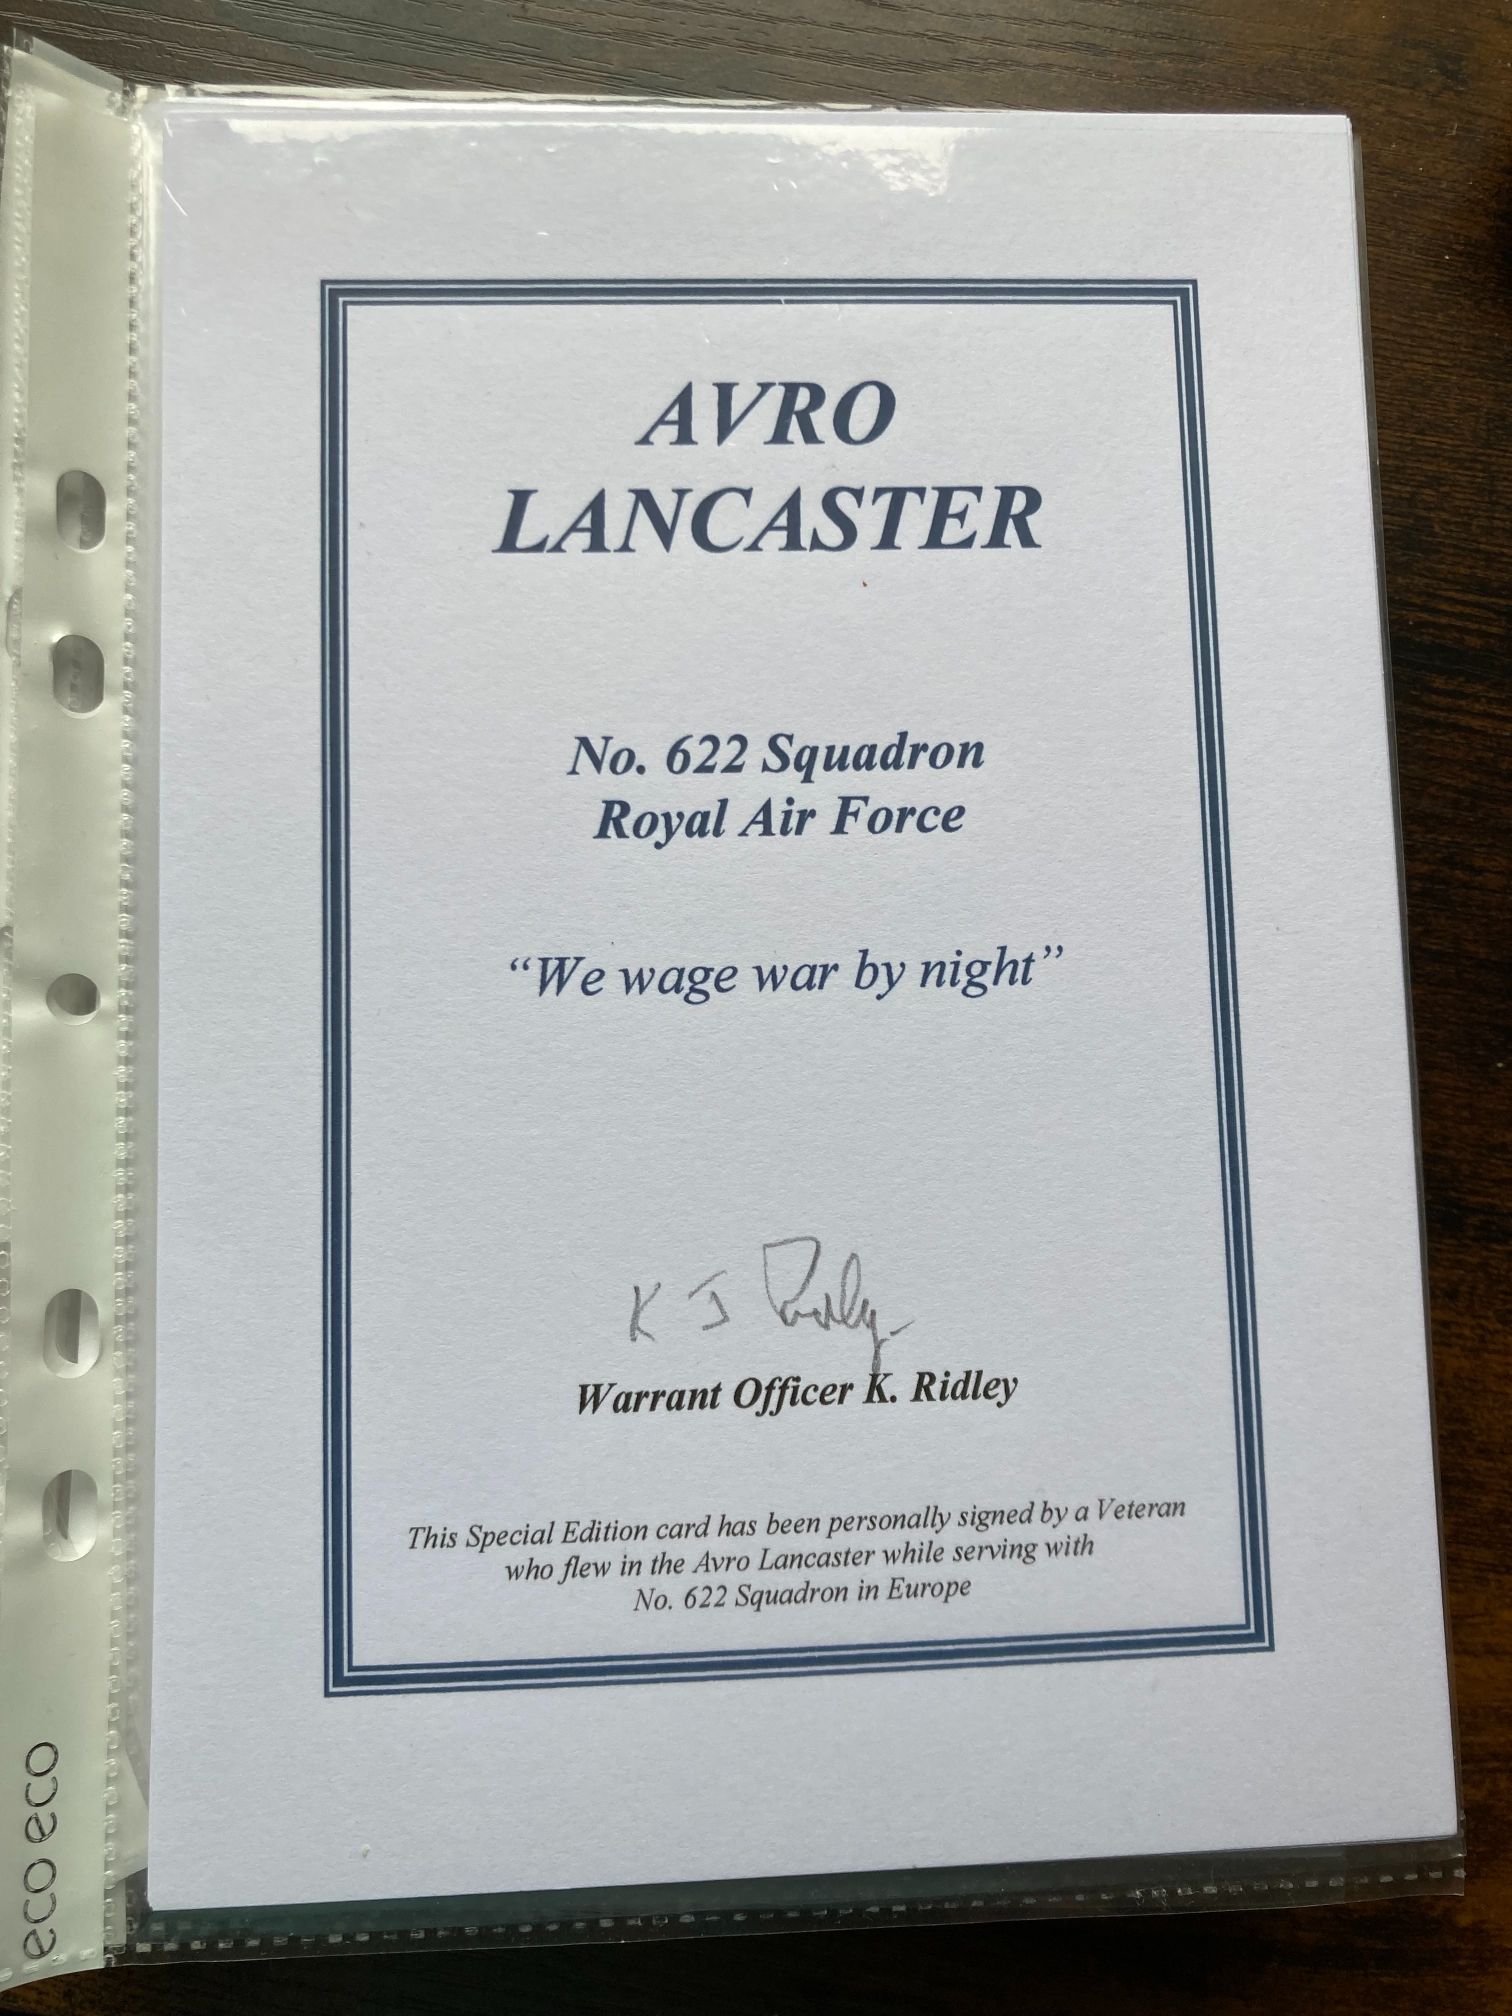 AVRO
LANCASTER
No. 622 Squadron
Royal Air Force
“We wage war by night”
K J Ridley
Warrant Officer K. Ridley
This Special Edition card has been personally signed by a Veteran
who flew in the Avro Lancaster while serving with
No. 622 Squadron in Europe
eco eco